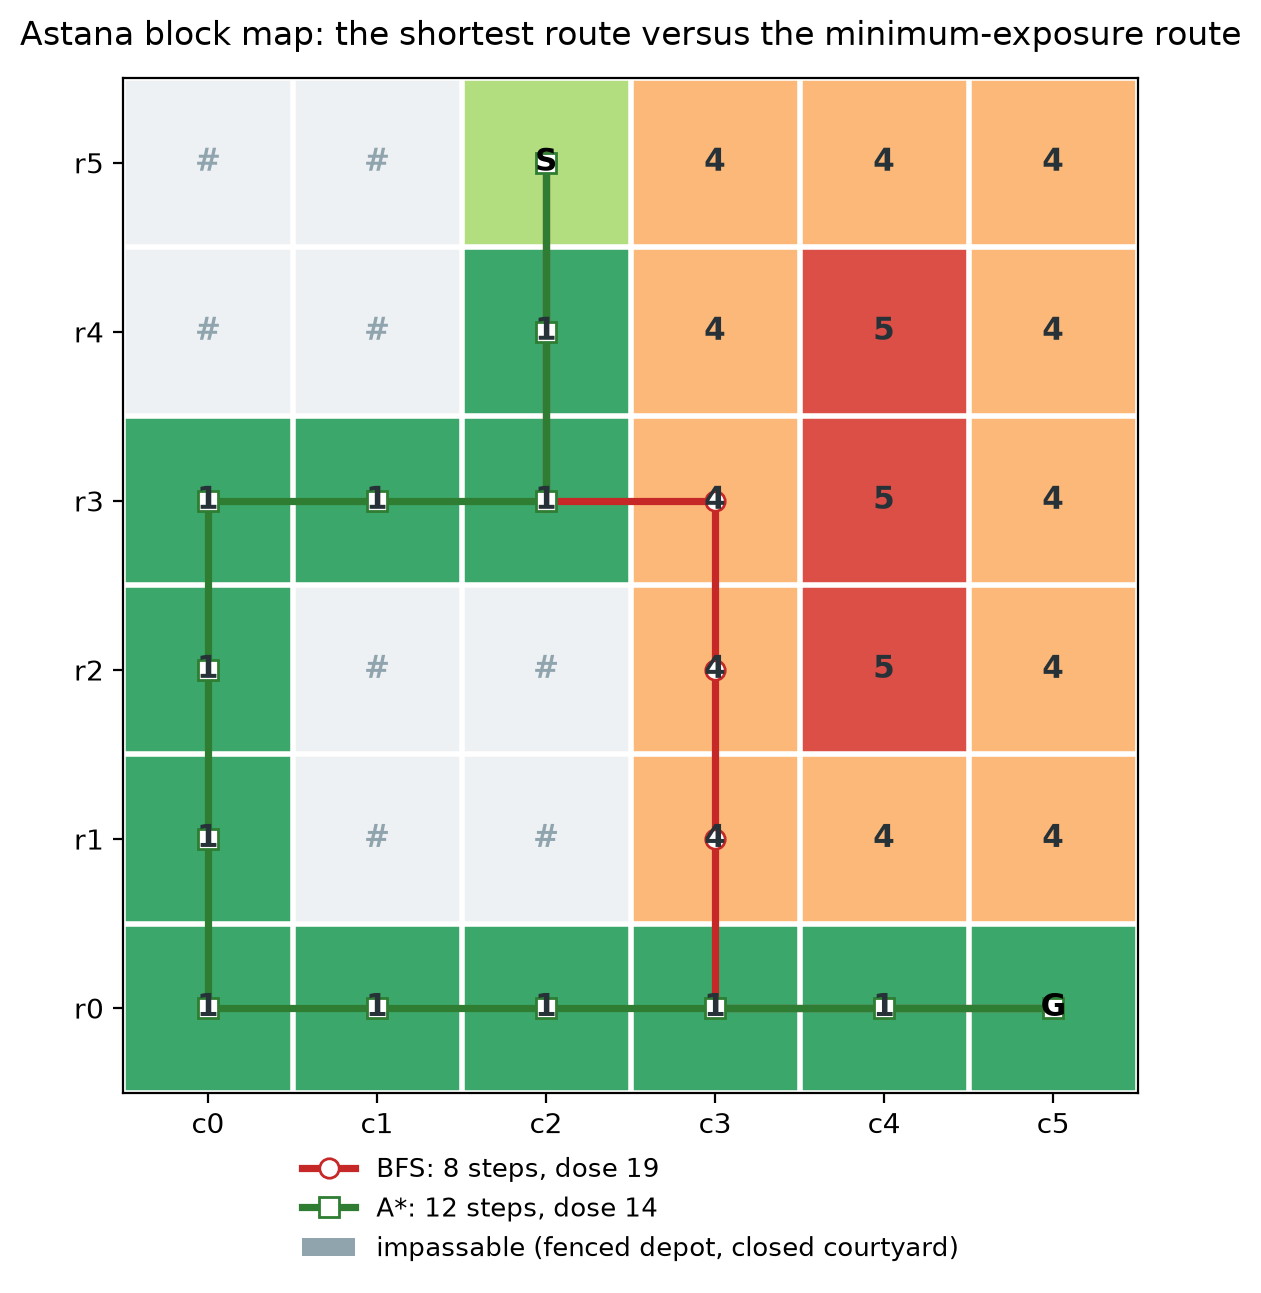 Astana block map: the shortest route versus the minimum-exposure route
r5 # # S 4 4 4
r4 # # 1 4 5 4
r3 1 1 1 4 5 4
r2 1 # # 4 5 4
r1 1 # # 4 4 4
r0 1 1 1 1 1 G
c0 c1 c2 c3 c4 c5
BFS: 8 steps, dose 19
A*: 12 steps, dose 14
impassable (fenced depot, closed courtyard)